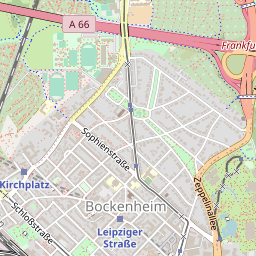 A 66
Frankfu
Sophienstraße
Kirchplatz
Zeppelinallee
Schloßstraße
Bockenheim
Leipziger
Straße